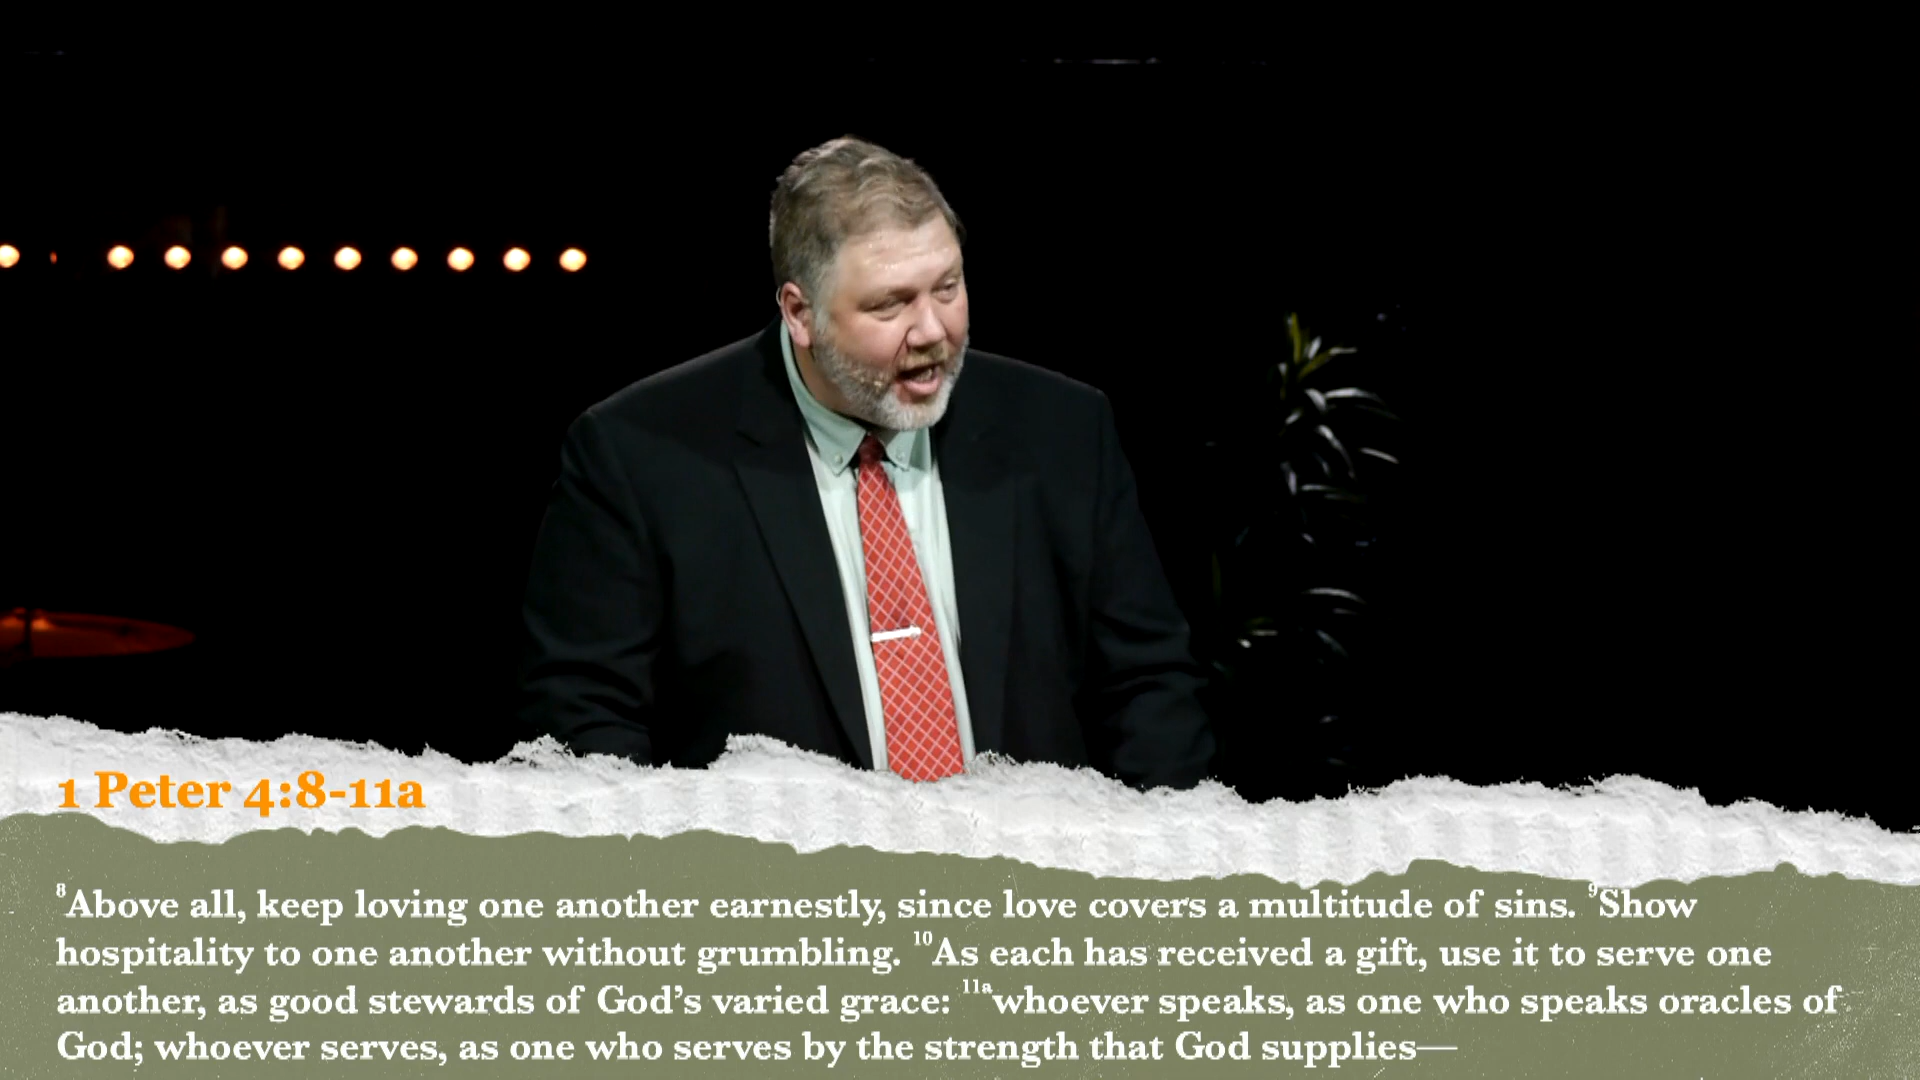 1 Peter 4:8-11a
⁸Above all, keep loving one another earnestly, since love covers a multitude of sins. ⁹Show
hospitality to one another without grumbling. ¹⁰As each has received a gift, use it to serve one
another, as good stewards of God’s varied grace: ¹¹ᵃwhoever speaks, as one who speaks oracles of
God; whoever serves, as one who serves by the strength that God supplies—